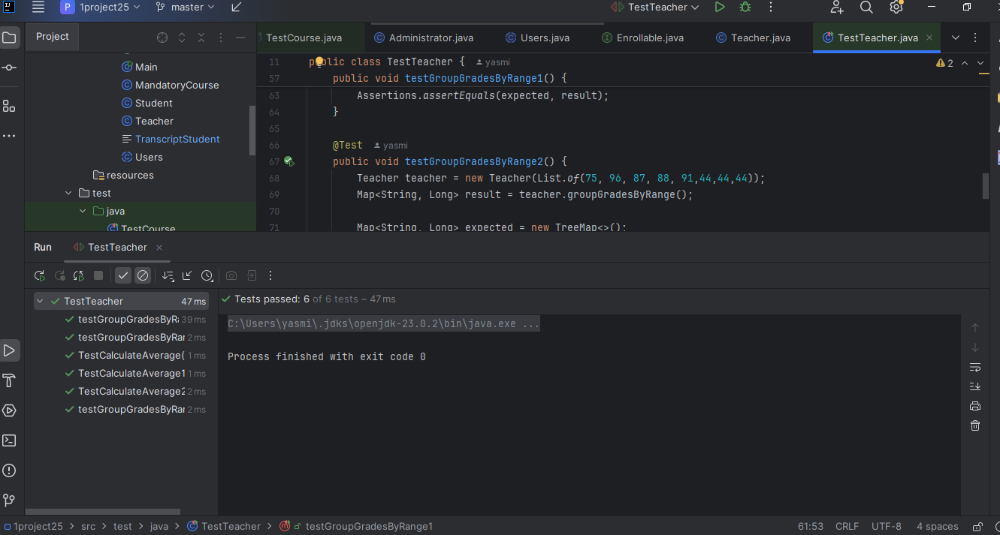 P 1project25 master TestTeacher
Project
TestCourse.java Administrator.java Users.java Enrollable.java Teacher.java TestTeacher.java
Main
MandatoryCourse
Student
Teacher
TranscriptStudent
Users
resources
test
java
TestCourse
11 public class TestTeacher { yasmi
2
57 public void testGroupGradesByRange1() {
63 Assertions.assertEquals(expected, result);
64 }
65
66 @Test yasmi
67 public void testGroupGradesByRange2() {
68 Teacher teacher = new Teacher(List.of(75, 96, 87, 88, 91,44,44,44));
69 Map<String, Long> result = teacher.groupGradesByRange();
70
71 Map<String, Long> expected = new TreeMap<>();
Run TestTeacher
TestTeacher 47 ms
testGroupGradesByRa 39 ms
testGroupGradesByRar 2 ms
TestCalculateAverage( 1 ms
TestCalculateAverage1 1 ms
TestCalculateAverage2 2 ms
testGroupGradesByRar 2 ms
Tests passed: 6 of 6 tests – 47 ms
C:\Users\yasmi\.jdks\openjdk-23.0.2\bin\java.exe ...
Process finished with exit code 0
1project25 > src > test > java > TestTeacher > testGroupGradesByRange1 61:53 CRLF UTF-8 4 spaces